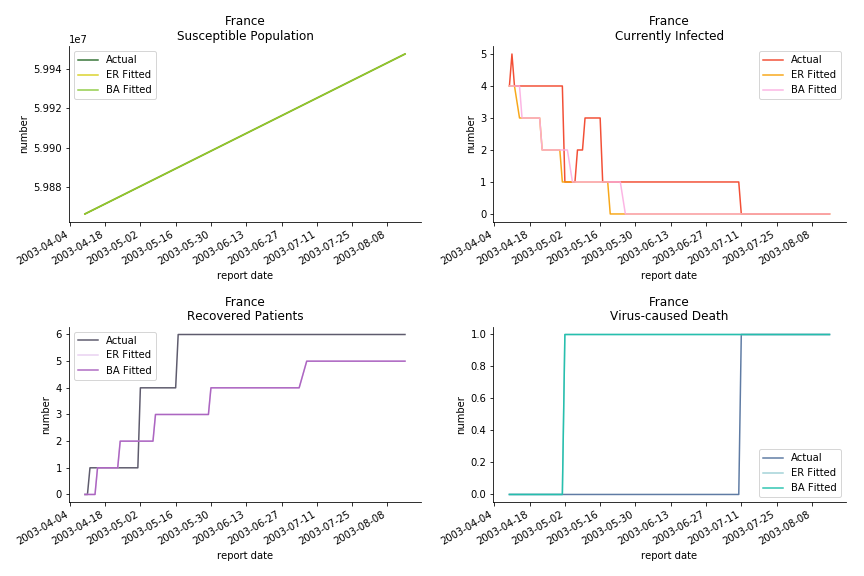 France
Susceptible Population
1e7
Actual
ER Fitted
BA Fitted
5.994
5.992
5.990
5.988
number
2003-04-04
2003-04-18
2003-05-02
2003-05-16
2003-05-30
2003-06-13
2003-06-27
2003-07-11
2003-07-25
2003-08-08
report date
France
Currently Infected
Actual
ER Fitted
BA Fitted
5
4
3
2
1
0
number
2003-04-04
2003-04-18
2003-05-02
2003-05-16
2003-05-30
2003-06-13
2003-06-27
2003-07-11
2003-07-25
2003-08-08
report date
France
Recovered Patients
Actual
ER Fitted
BA Fitted
6
5
4
3
2
1
0
number
2003-04-04
2003-04-18
2003-05-02
2003-05-16
2003-05-30
2003-06-13
2003-06-27
2003-07-11
2003-07-25
2003-08-08
report date
France
Virus-caused Death
1.0
0.8
0.6
0.4
0.2
0.0
number
Actual
ER Fitted
BA Fitted
2003-04-04
2003-04-18
2003-05-02
2003-05-16
2003-05-30
2003-06-13
2003-06-27
2003-07-11
2003-07-25
2003-08-08
report date